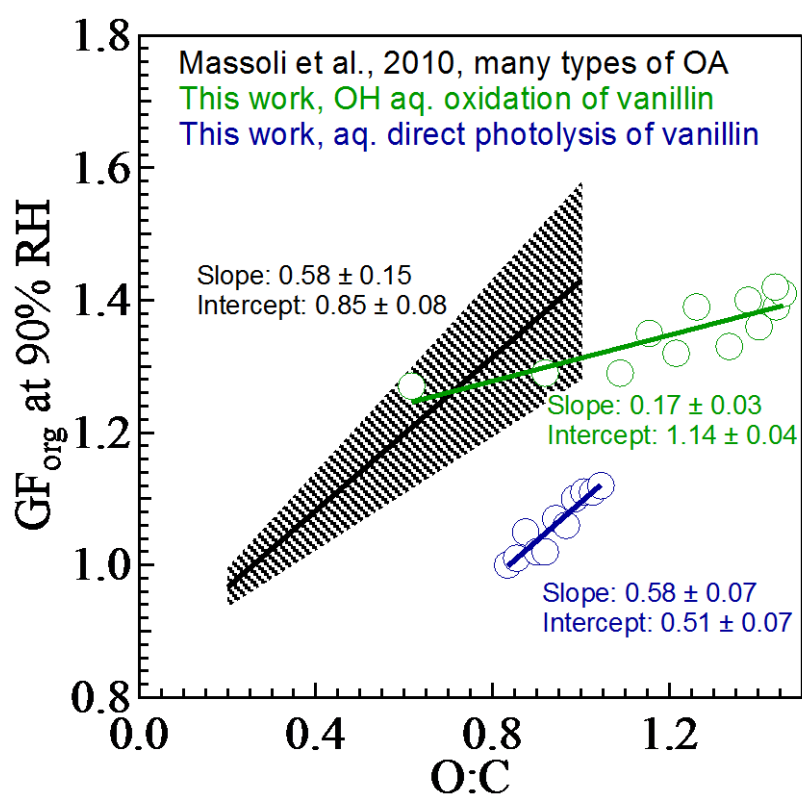 Massoli et al., 2010, many types of OA
This work, OH aq. oxidation of vanillin
This work, aq. direct photolysis of vanillin
Slope: 0.58 ± 0.15
Intercept: 0.85 ± 0.08
Slope: 0.17 ± 0.03
Intercept: 1.14 ± 0.04
Slope: 0.58 ± 0.07
Intercept: 0.51 ± 0.07
GForg at 90% RH
1.8
1.6
1.4
1.2
1.0
0.8
0.0 0.4 0.8 1.2
O:C